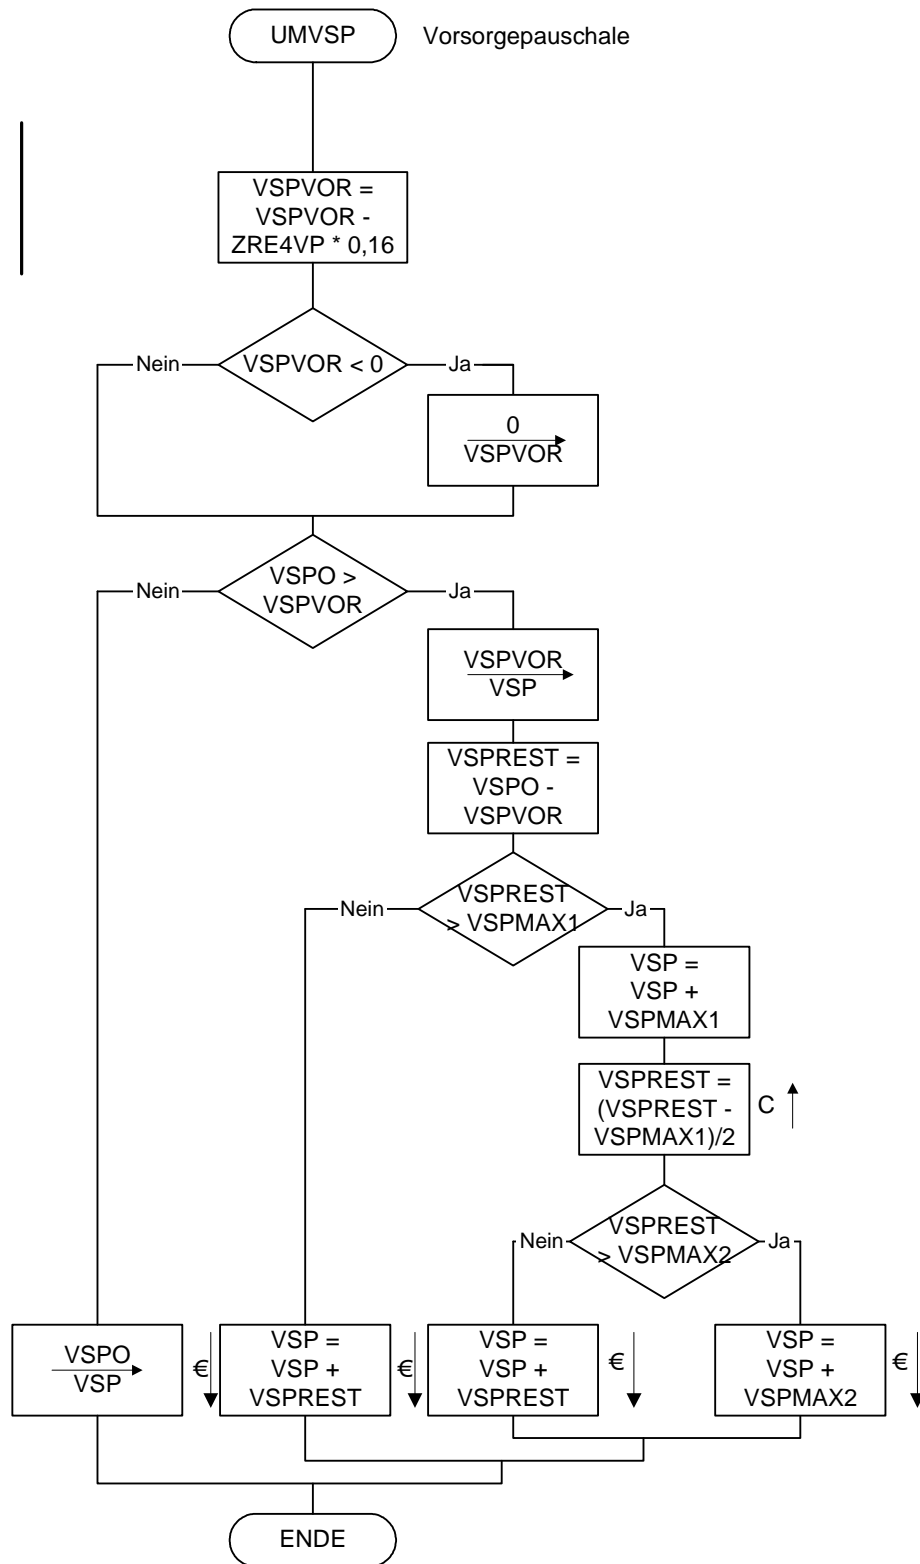 UMVSP
Vorsorgepauschale
VSPVOR =
VSPVOR -
ZRE4VP * 0,16
Nein
VSPVOR < 0
Ja
0
VSPVOR
Nein
VSPO >
VSPVOR
Ja
VSPVOR
VSP
VSPREST =
VSPO -
VSPVOR
Nein
VSPREST
> VSPMAX1
Ja
VSP =
VSP +
VSPMAX1
VSPREST =
(VSPREST -
VSPMAX1)/2
C
Nein
VSPREST
> VSPMAX2
Ja
VSPO
VSP
€
VSP =
VSP +
VSPREST
€
VSP =
VSP +
VSPREST
€
VSP =
VSP +
VSPMAX2
€
ENDE